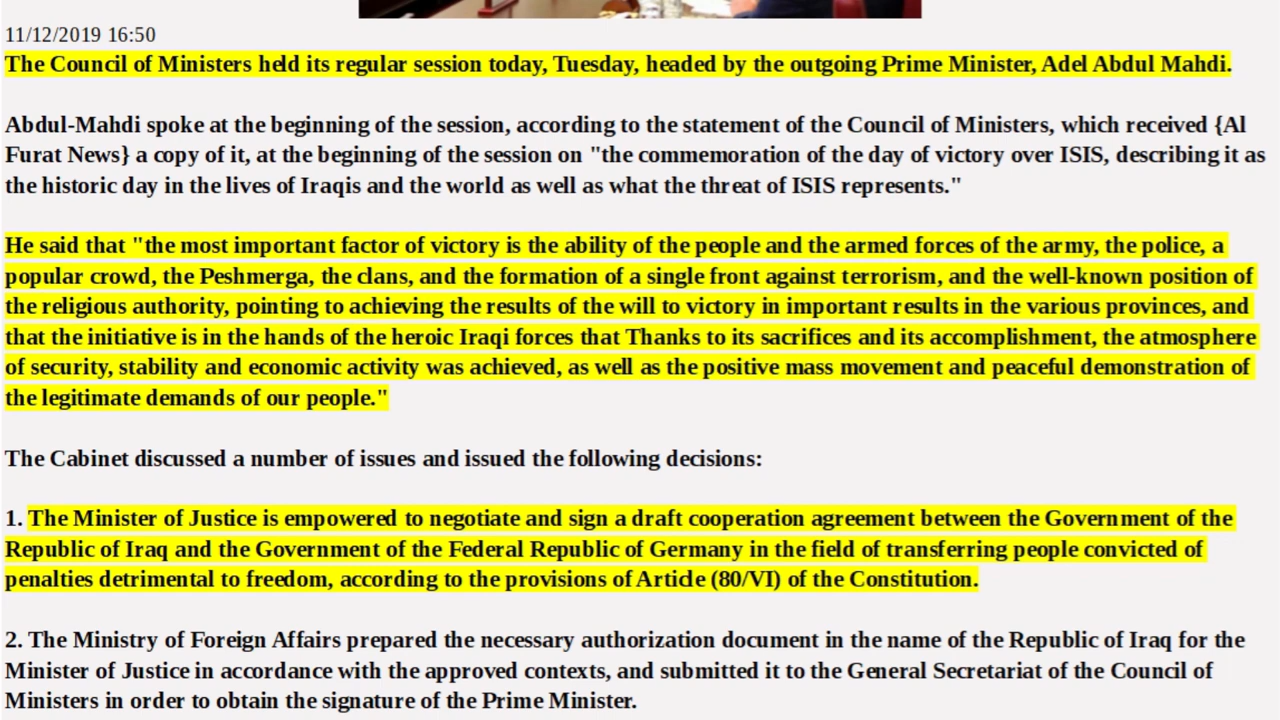 11/12/2019 16:50
The Council of Ministers held its regular session today, Tuesday, headed by the outgoing Prime Minister, Adel Abdul Mahdi.
Abdul-Mahdi spoke at the beginning of the session, according to the statement of the Council of Ministers, which received {Al
Furat News} a copy of it, at the beginning of the session on "the commemoration of the day of victory over ISIS, describing it as
the historic day in the lives of Iraqis and the world as well as what the threat of ISIS represents."
He said that "the most important factor of victory is the ability of the people and the armed forces of the army, the police, a
popular crowd, the Peshmerga, the clans, and the formation of a single front against terrorism, and the well-known position of
the religious authority, pointing to achieving the results of the will to victory in important results in the various provinces, and
that the initiative is in the hands of the heroic Iraqi forces that Thanks to its sacrifices and its accomplishment, the atmosphere
of security, stability and economic activity was achieved, as well as the positive mass movement and peaceful demonstration of
the legitimate demands of our people."
The Cabinet discussed a number of issues and issued the following decisions:
1. The Minister of Justice is empowered to negotiate and sign a draft cooperation agreement between the Government of the
Republic of Iraq and the Government of the Federal Republic of Germany in the field of transferring people convicted of
penalties detrimental to freedom, according to the provisions of Article (80/VI) of the Constitution.
2. The Ministry of Foreign Affairs prepared the necessary authorization document in the name of the Republic of Iraq for the
Minister of Justice in accordance with the approved contexts, and submitted it to the General Secretariat of the Council of
Ministers in order to obtain the signature of the Prime Minister.